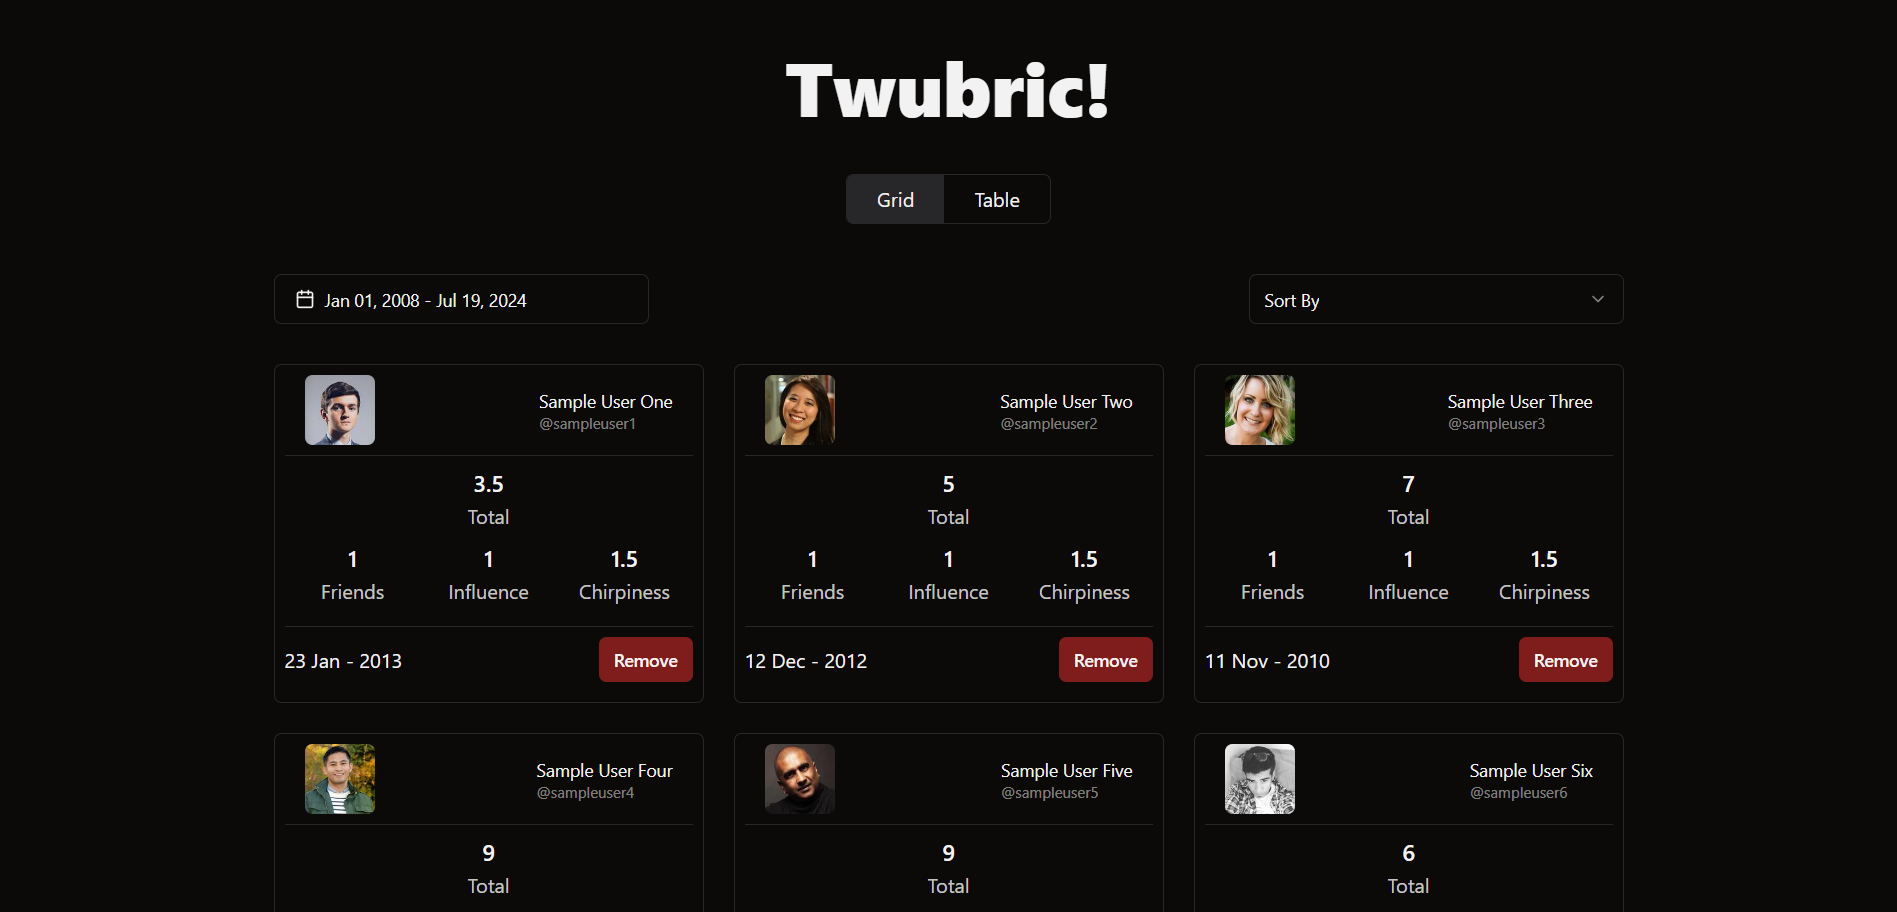 Twubric!
Grid Table
Jan 01, 2008 - Jul 19, 2024 Sort By
Sample User One
@sampleuser1
3.5
Total
1 1 1.5
Friends Influence Chirpiness
23 Jan - 2013 Remove
Sample User Two
@sampleuser2
5
Total
1 1 1.5
Friends Influence Chirpiness
12 Dec - 2012 Remove
Sample User Three
@sampleuser3
7
Total
1 1 1.5
Friends Influence Chirpiness
11 Nov - 2010 Remove
Sample User Four
@sampleuser4
9
Total
Sample User Five
@sampleuser5
9
Total
Sample User Six
@sampleuser6
6
Total